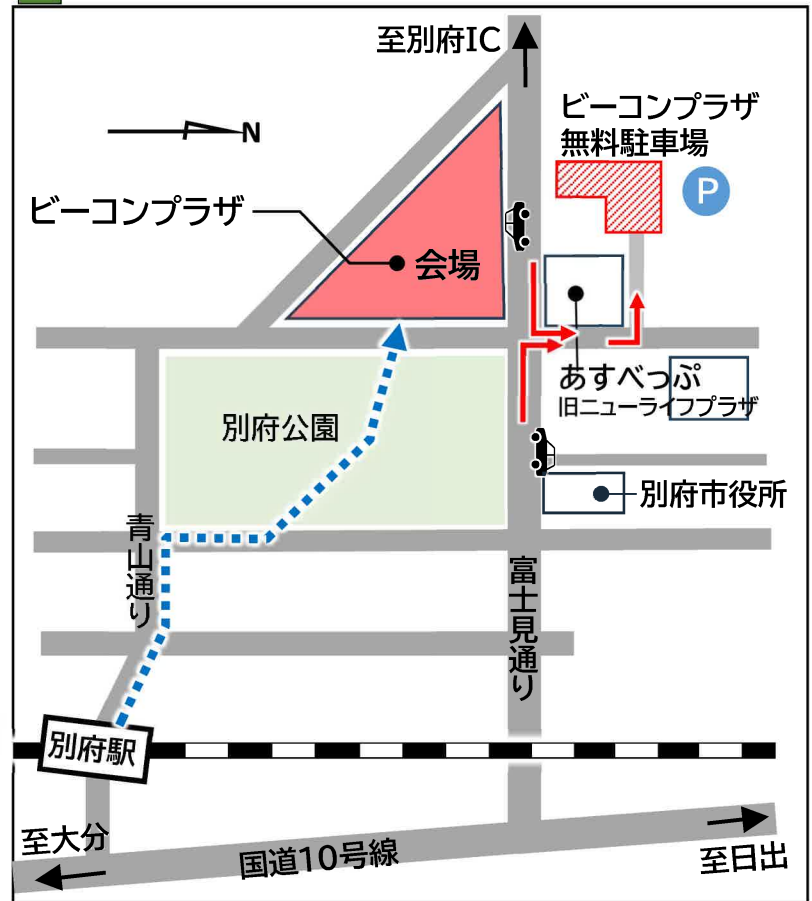 至別府IC
ビーコンプラザ
無料駐車場
P
N
ビーコンプラザ
会場
あすべっぷ
旧ニューライフプラザ
別府公園
別府市役所
青山通り
富士見通り
別府駅
至大分
国道10号線
至日出